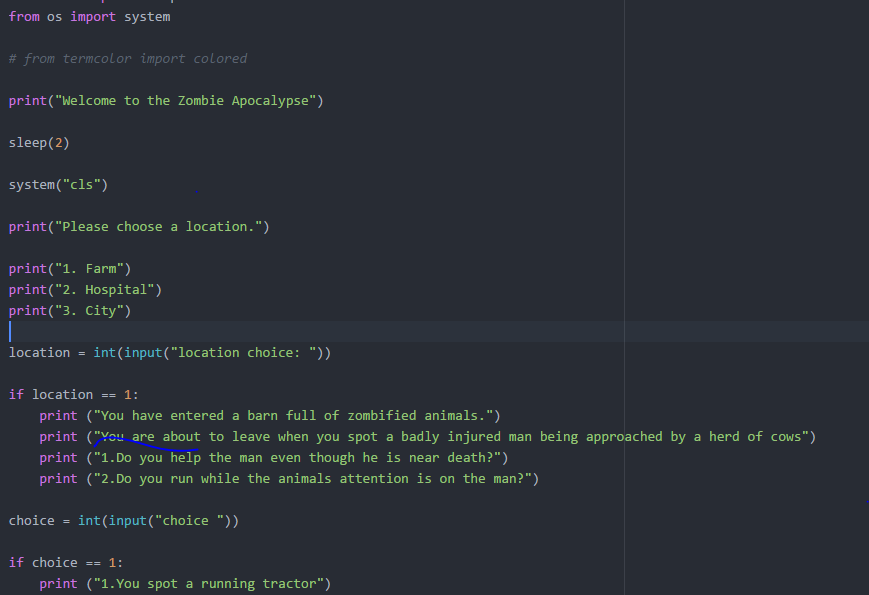 from os import system
# from termcolor import colored
print("Welcome to the Zombie Apocalypse")
sleep(2)
system("cls")
print("Please choose a location.")
print("1. Farm")
print("2. Hospital")
print("3. City")
location = int(input("location choice: "))
if location == 1:
    print ("You have entered a barn full of zombified animals.")
    print ("You are about to leave when you spot a badly injured man being approached by a herd of cows")
    print ("1.Do you help the man even though he is near death?")
    print ("2.Do you run while the animals attention is on the man?")
choice = int(input("choice "))
if choice == 1:
    print ("1.You spot a running tractor")